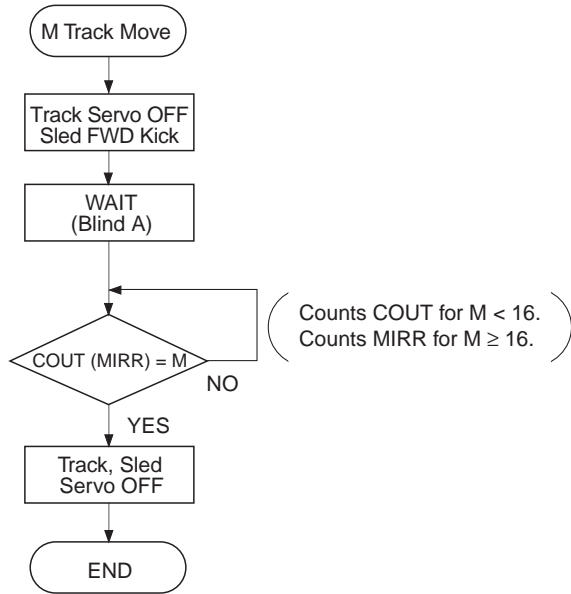 M Track Move
Track Servo OFF
Sled FWD Kick
WAIT
(Blind A)
Counts COUT for M < 16.
Counts MIRR for M ≥ 16.
COUT (MIRR) = M
NO
YES
Track, Sled
Servo OFF
END